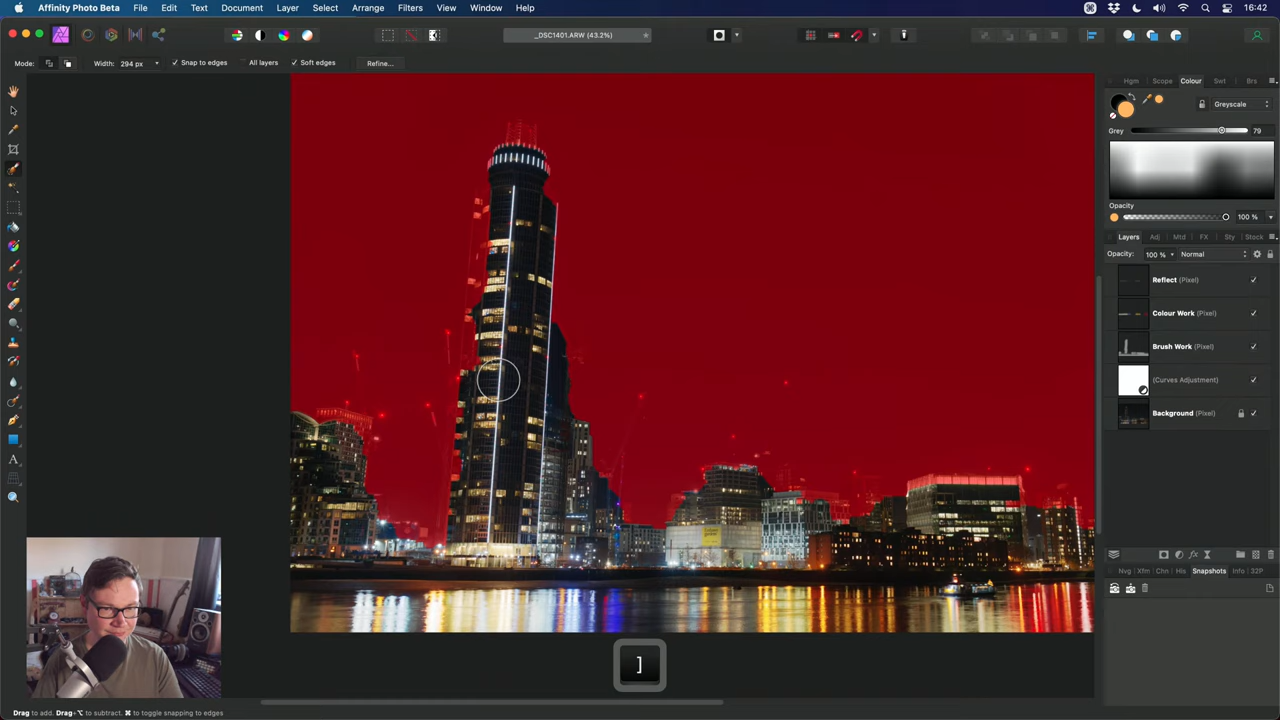 Affinity Photo Beta File Edit Text Document Layer Select Arrange Filters View Window Help 16:42
_DSC1401.ARW (43.2%)
Mode: Width: 294 px Snap to edges All layers Soft edges Refine...
Hgm Scope Colour Swt Brs
Greyscale
Grey 79
Opacity
100 %
Layers Adj Mtd FX Sty Stock
Opacity: 100 % Normal
Reflect (Pixel)
Colour Work (Pixel)
Brush Work (Pixel)
(Curves Adjustment)
Background (Pixel)
Nvg Xfm Chn His Snapshots Info 32P
]
Drag to add. Drag+⌥ to subtract. ⌘ to toggle snapping to edges